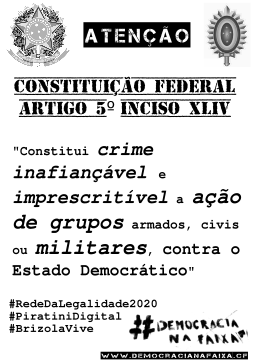 ATENÇÃO
CONSTITUIÇÃO FEDERAL
ARTIGO 5º INCISO XLIV
"Constitui crime
inafiançável e
imprescritível a ação
de grupos armados, civis
ou militares, contra o
Estado Democrático"
#RedeDaLegalidade2020
#PiratiniDigital
#BrizolaVive
#DEMOCRACIA
NA FAIXA
WWW.DEMOCRACIANAFAIXA.CF